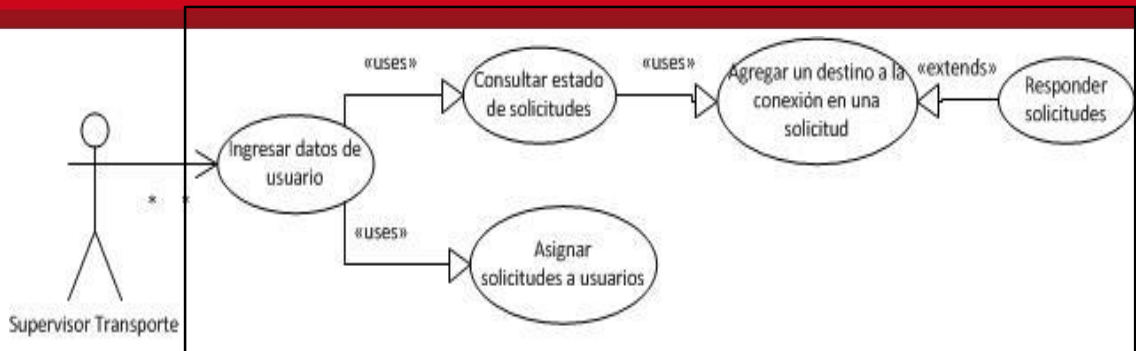 «uses»
Consultar estado
de solicitudes
«uses»
Agregar un destino a la
conexión en una
solicitud
«extends»
Responder
solicitudes
Ingresar datos de
usuario
* *
«uses»
Asignar
solicitudes a usuarios
Supervisor Transporte